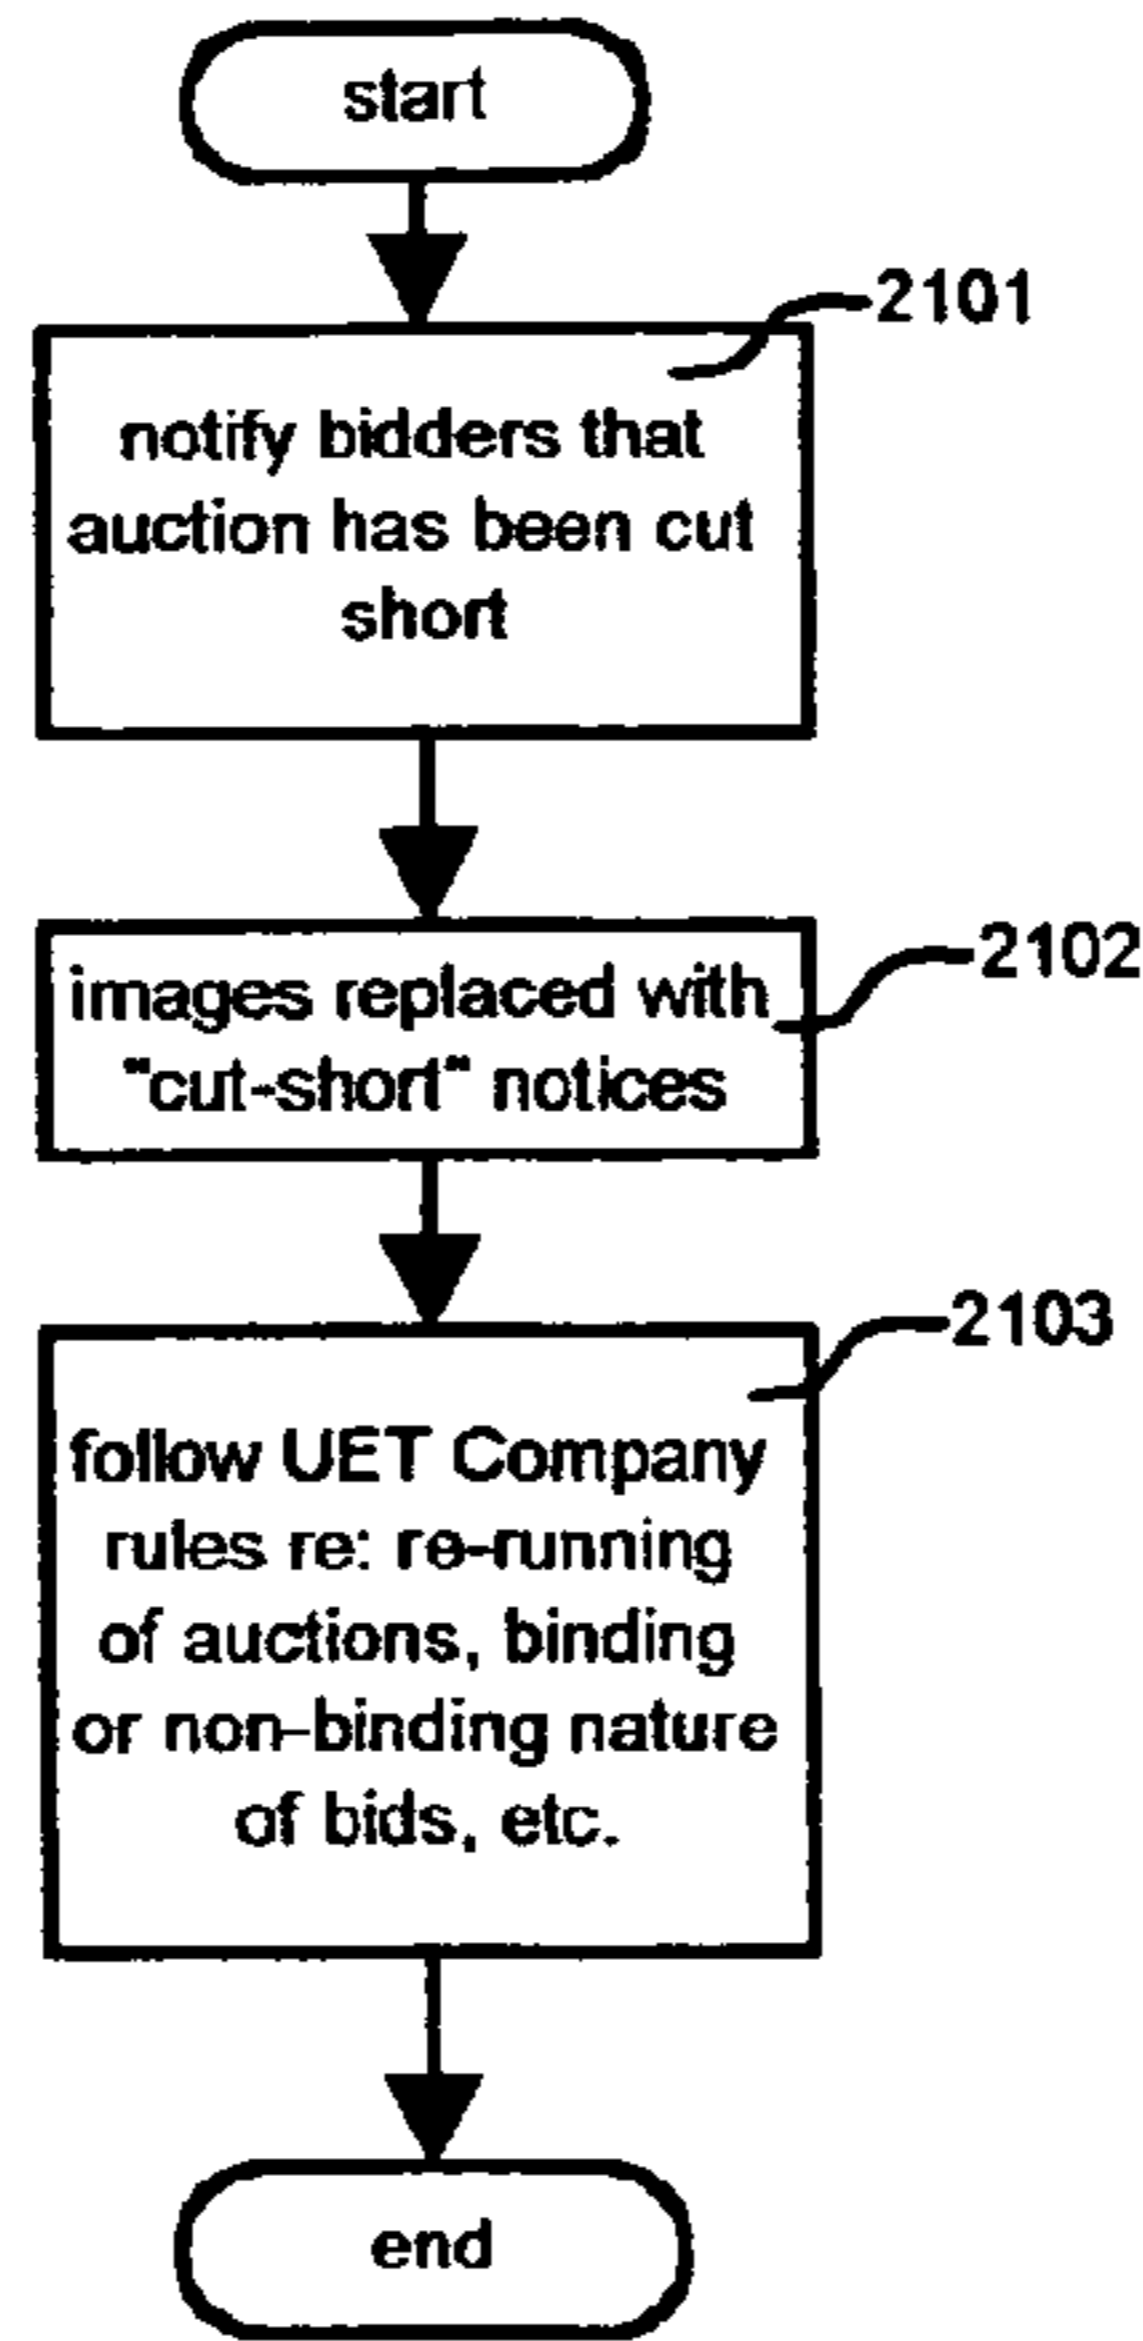 start
2101
notify bidders that
auction has been cut
short
2102
images replaced with
"cut-short" notices
2103
follow UET Company
rules re: re-running
of auctions, binding
or non-binding nature
of bids, etc.
end